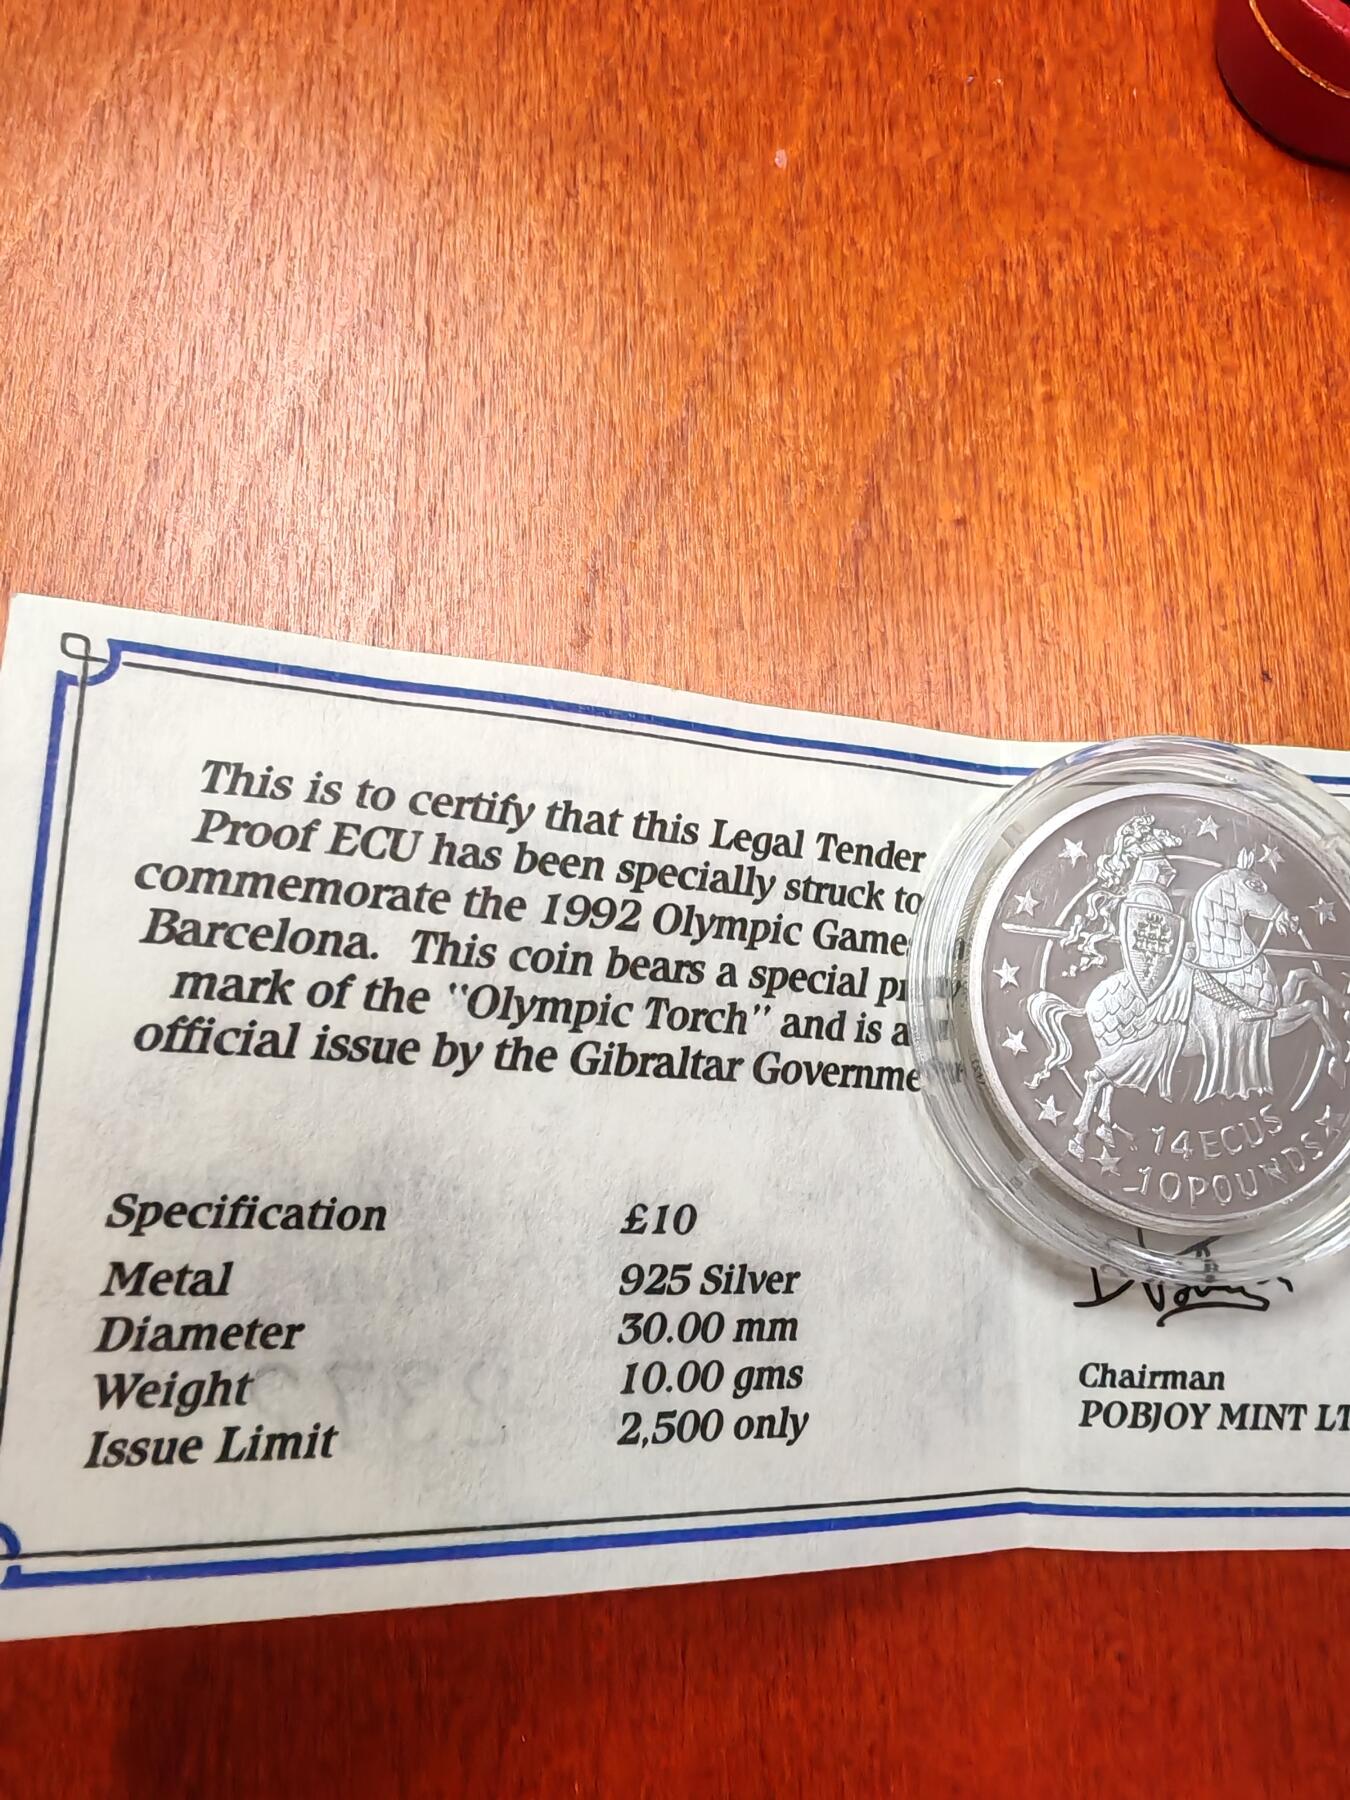 This is to certify that this Legal Tender
Proof ECU has been specially struck to
commemorate the 1992 Olympic Game
Barcelona. This coin bears a special pr
mark of the "Olympic Torch" and is a
official issue by the Gibraltar Governme
Specification £10
Metal 925 Silver
Diameter 30.00 mm
Weight 10.00 gms
Issue Limit 2,500 only
14 ECUS
10 POUNDS
Chairman
POBJOY MINT LT